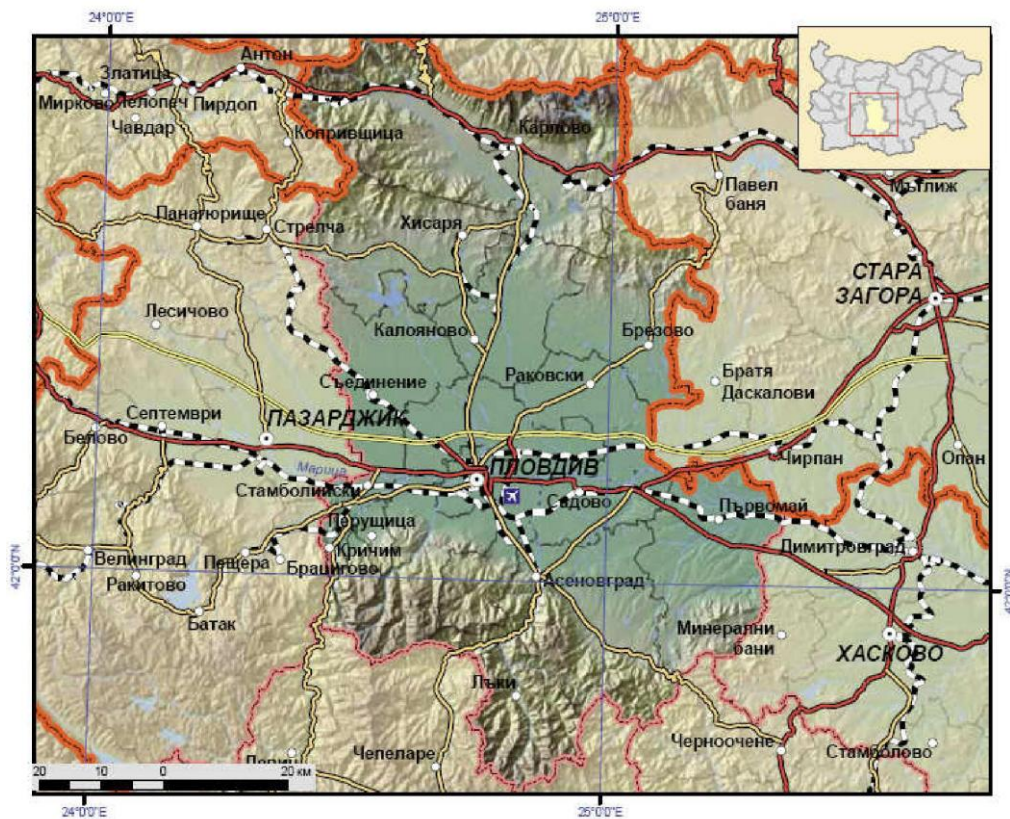 24°0'0"E
25°0'0"E
Антон
Златица
Мирково
Челопеч
Пирдоп
Чавдар
Копривщица
Карлово
Павел
баня
Мъглиж
Панагюрище
Стрелча
Хисаря
СТАРА
ЗАГОРА
Лесичово
Калояново
Брезово
Съединение
Раковски
Братя
Даскалови
Септември
ПАЗАРДЖИК
Белово
Марица
ПЛОВДИВ
Чирпан
Опан
Стамболийски
Садово
Първомай
Перущица
Кричим
Димитровград
42°0'0"N
Велинград
Пещера
Брацигово
Ракитово
Асеновград
42°0'0"N
Батак
Минерални
бани
ХАСКОВО
Лъки
Чепеларе
Черноочене
Стамболово
20
10
0
20 км
24°0'0"E
25°0'0"E